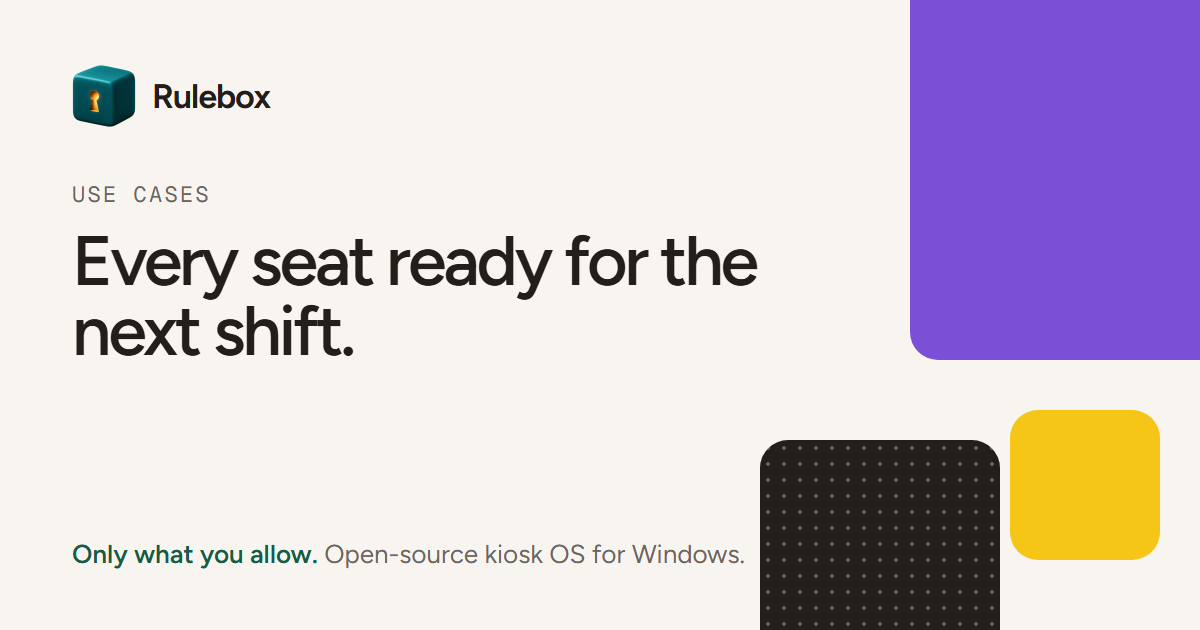 Rulebox
USE CASES
Every seat ready for the
next shift.
Only what you allow. Open-source kiosk OS for Windows.